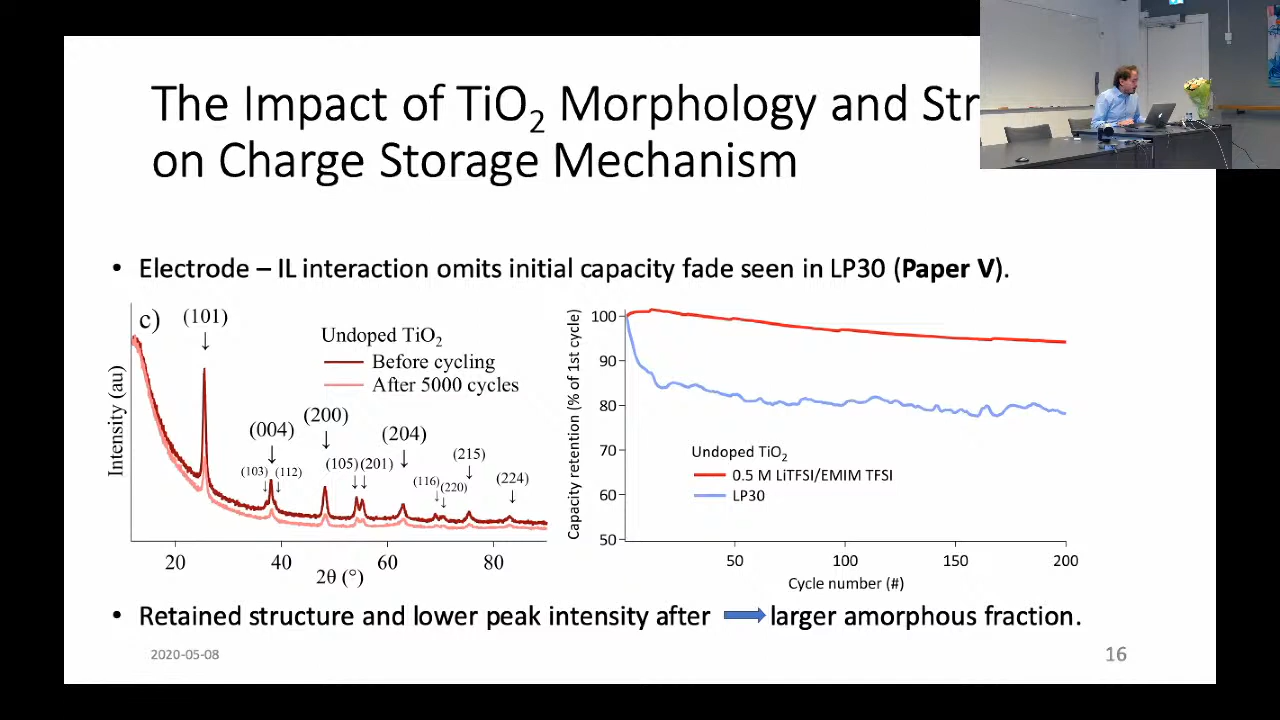 The Impact of TiO₂ Morphology and Str
on Charge Storage Mechanism
• Electrode – IL interaction omits initial capacity fade seen in LP30 (Paper V).
c)
(101)
Undoped TiO₂
Before cycling
After 5000 cycles
(200)
(004)
(204)
(103)
(112)
(105)
(201)
(215)
(116)
(220)
(224)
Intensity (au)
20
40
60
80
2θ (°)
Capacity retention (% of 1st cycle)
100
90
80
70
60
50
Undoped TiO₂
0.5 M LiTFSI/EMIM TFSI
LP30
50
100
150
200
Cycle number (#)
• Retained structure and lower peak intensity after larger amorphous fraction.
2020-05-08
16